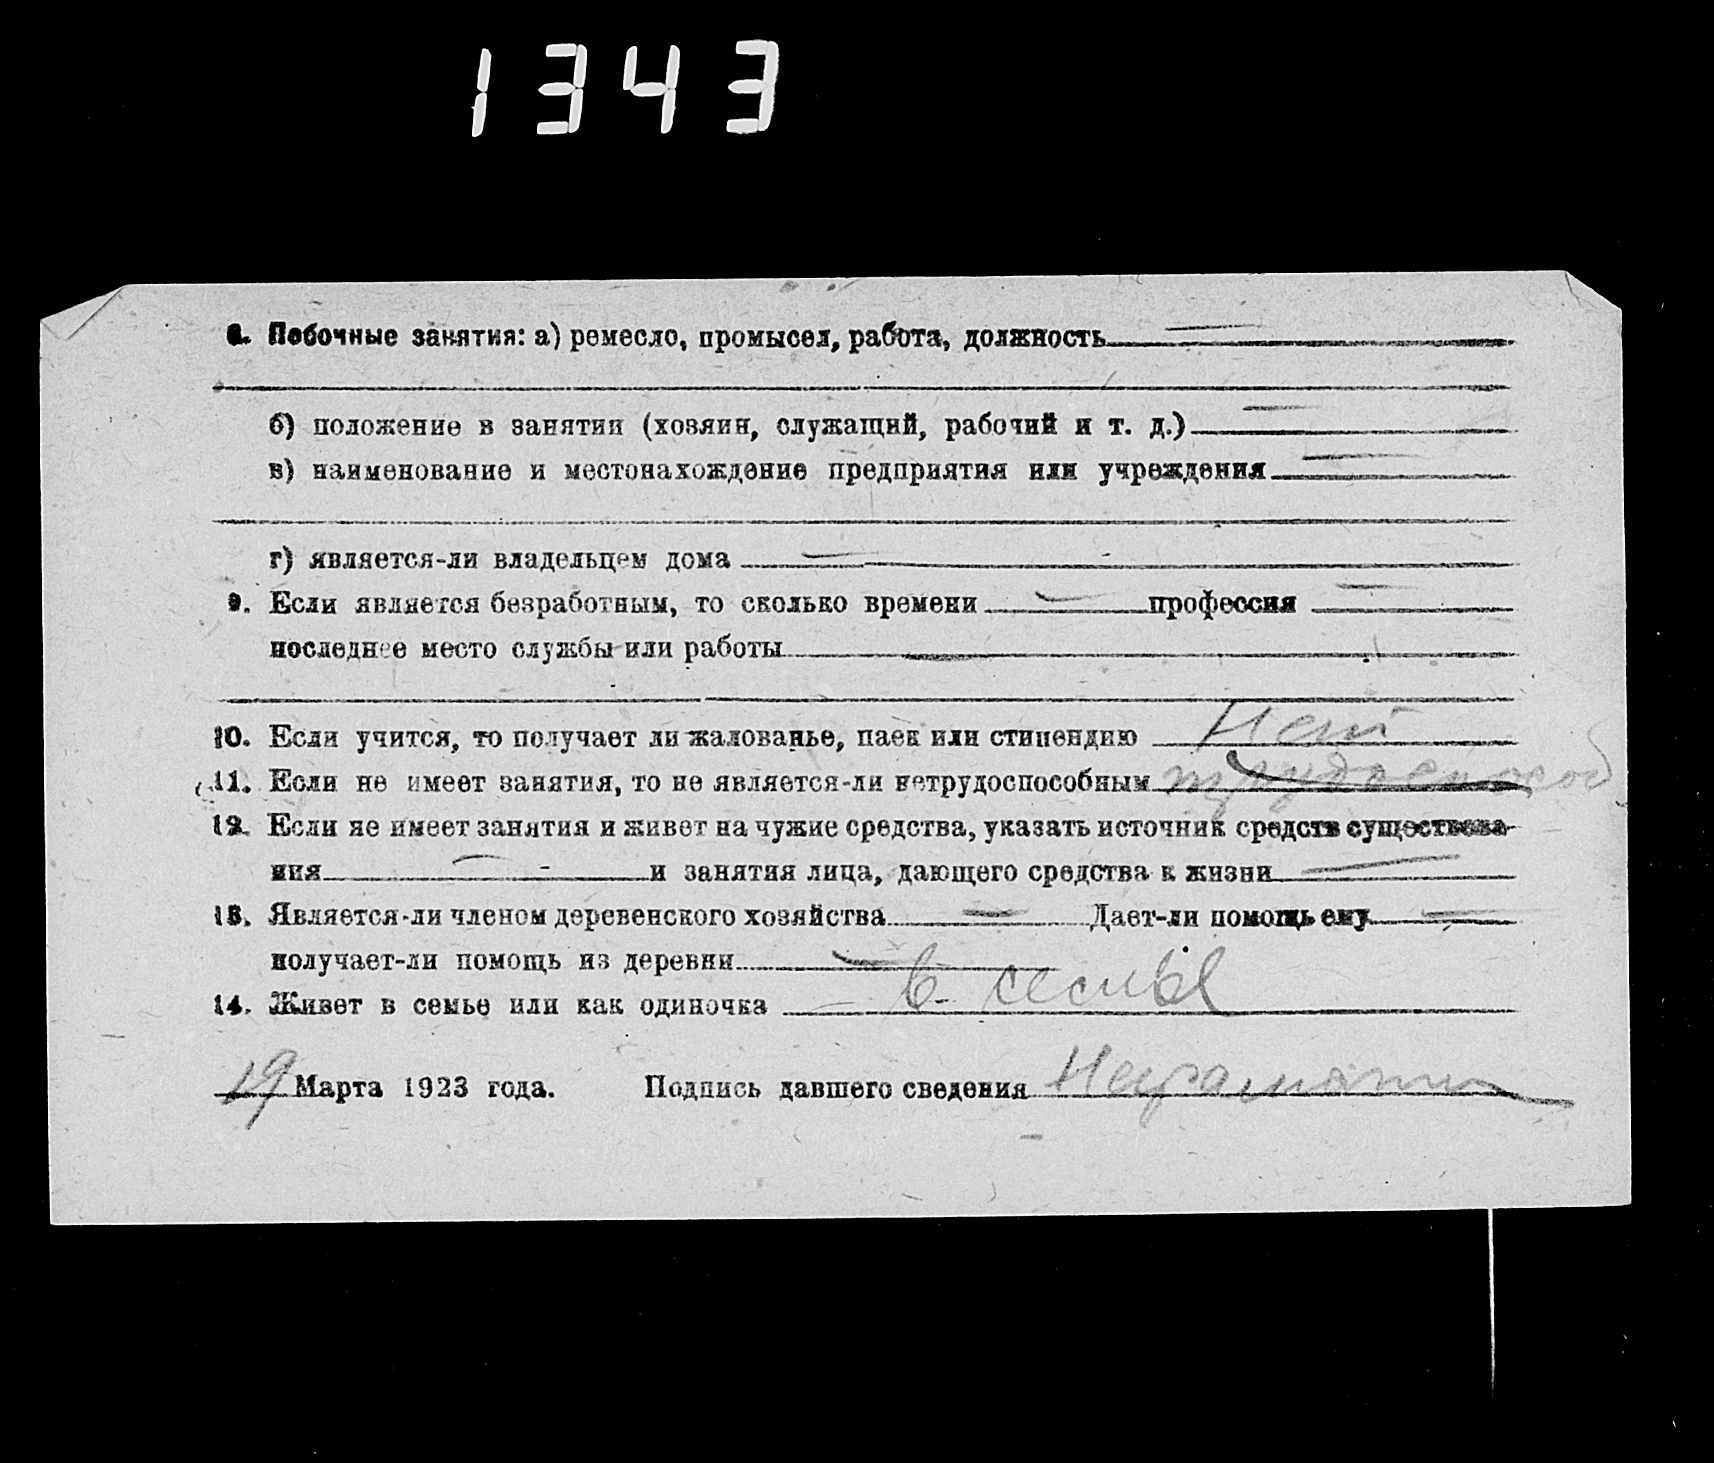 1343
8. Побочные занятия: а) ремесло, промысел, работа, должность —
б) положение в занятии (хозяин, служащий, рабочий и т. д.) —
в) наименование и местонахождение предприятия или учреждения —
г) является-ли владельцем дома —
9. Если является безработным, то сколько времени — профессия —
последнее место службы или работы —
10. Если учится, то получает ли жалованье, паек или стипендию Нет
11. Если не имеет занятия, то не является-ли нетрудоспособным трудоспособ
12. Если не имеет занятия и живет на чужие средства, указать источник средств существова-
ния — и занятия лица, дающего средства к жизни —
13. Является-ли членом деревенского хозяйства — Дает-ли помощь ему —
получает-ли помощь из деревни —
14. Живет в семье или как одиночка в семье
19 Марта 1923 года. Подпись давшего сведения Неграмотн